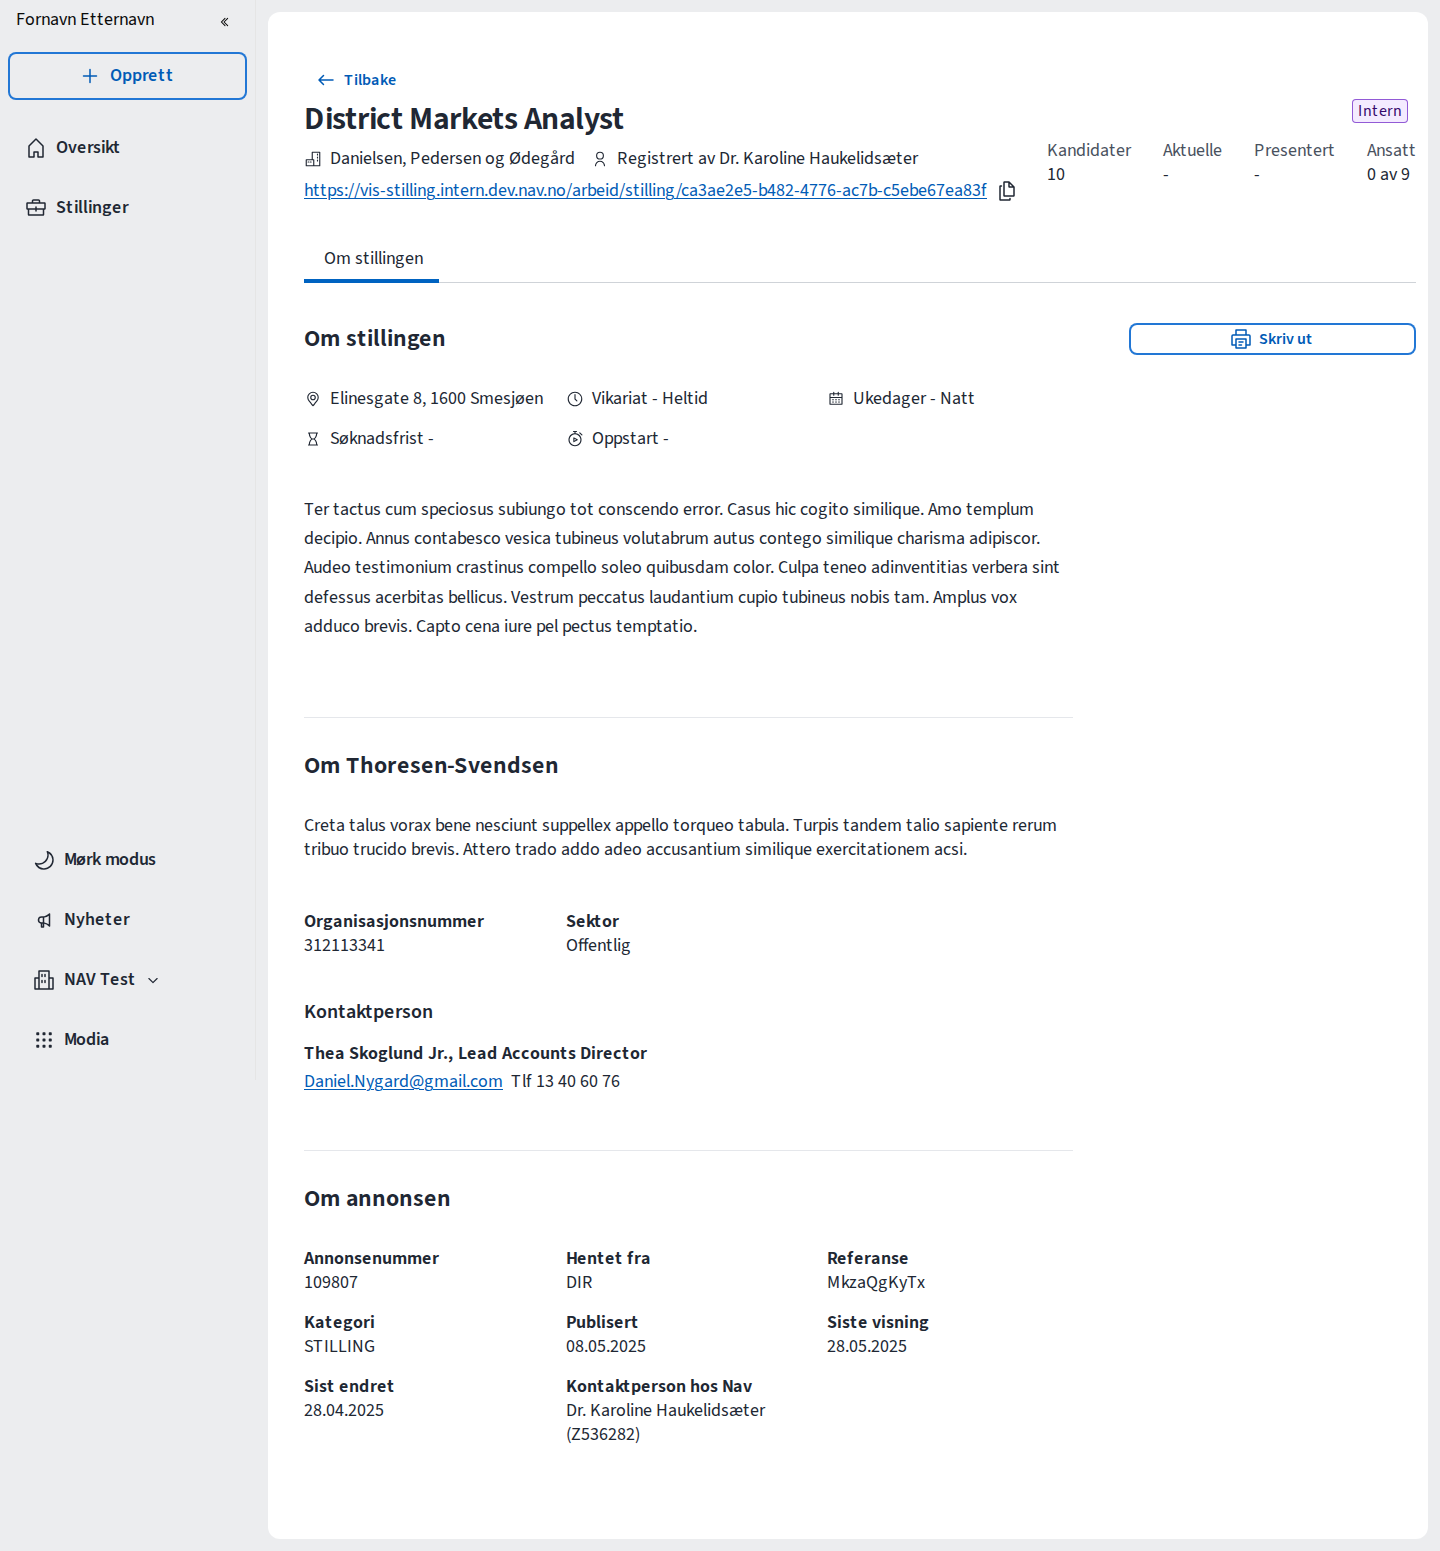 Fornavn Etternavn
Opprett
Oversikt
Stillinger
Mørk modus
Nyheter
NAV Test
Modia
Tilbake
District Markets Analyst
Intern
Danielsen, Pedersen og Ødegård Registrert av Dr. Karoline Haukelidsæter
https://vis-stilling.intern.dev.nav.no/arbeid/stilling/ca3ae2e5-b482-4776-ac7b-c5ebe67ea83f
Kandidater Aktuelle Presentert Ansatt
10 - - 0 av 9
Om stillingen
Om stillingen
Skriv ut
Elinesgate 8, 1600 Smesjøen Vikariat - Heltid Ukedager - Natt
Søknadsfrist - Oppstart -
Ter tactus cum speciosus subiungo tot conscendo error. Casus hic cogito similique. Amo templum
decipio. Annus contabesco vesica tubineus volutabrum autus contego similique charisma adipiscor.
Audeo testimonium crastinus compello soleo quibusdam color. Culpa teneo adinventitias verbera sint
defessus acerbitas bellicus. Vestrum peccatus laudantium cupio tubineus nobis tam. Amplus vox
adduco brevis. Capto cena iure pel pectus temptatio.
Om Thoresen-Svendsen
Creta talus vorax bene nesciunt suppellex appello torqueo tabula. Turpis tandem talio sapiente rerum
tribuo trucido brevis. Attero trado addo adeo accusantium similique exercitationem acsi.
Organisasjonsnummer Sektor
312113341 Offentlig
Kontaktperson
Thea Skoglund Jr., Lead Accounts Director
Daniel.Nygard@gmail.com Tlf 13 40 60 76
Om annonsen
Annonsenummer Hentet fra Referanse
109807 DIR MkzaQgKyTx
Kategori Publisert Siste visning
STILLING 08.05.2025 28.05.2025
Sist endret Kontaktperson hos Nav
28.04.2025 Dr. Karoline Haukelidsæter
(Z536282)